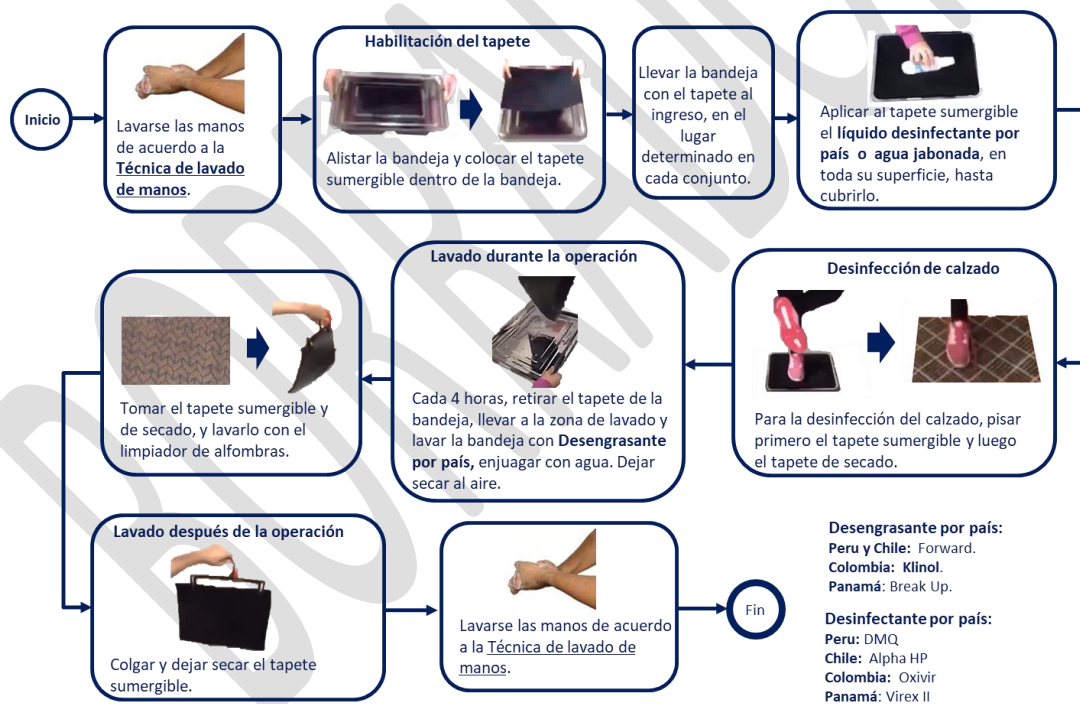 Inicio
Lavarse las manos
de acuerdo a la
Técnica de lavado
de manos.
Habilitación del tapete
Alistar la bandeja y colocar el tapete
sumergible dentro de la bandeja.
Llevar la bandeja
con el tapete al
ingreso, en el
lugar
determinado en
cada conjunto.
Aplicar al tapete sumergible
el líquido desinfectante por
país o agua jabonada, en
toda su superficie, hasta
cubrirlo.
Desinfección de calzado
Para la desinfección del calzado, pisar
primero el tapete sumergible y luego
el tapete de secado.
Lavado durante la operación
Cada 4 horas, retirar el tapete de la
bandeja, llevar a la zona de lavado y
lavar la bandeja con Desengrasante
por país, enjuagar con agua. Dejar
secar al aire.
Tomar el tapete sumergible y
de secado, y lavarlo con el
limpiador de alfombras.
Lavado después de la operación
Colgar y dejar secar el tapete
sumergible.
Lavarse las manos de acuerdo
a la Técnica de lavado de
manos.
Fin
Desengrasante por país:
Peru y Chile: Forward.
Colombia: Klinol.
Panamá: Break Up.
Desinfectante por país:
Peru: DMQ
Chile: Alpha HP
Colombia: Oxivir
Panamá: Virex II
BORRADOR